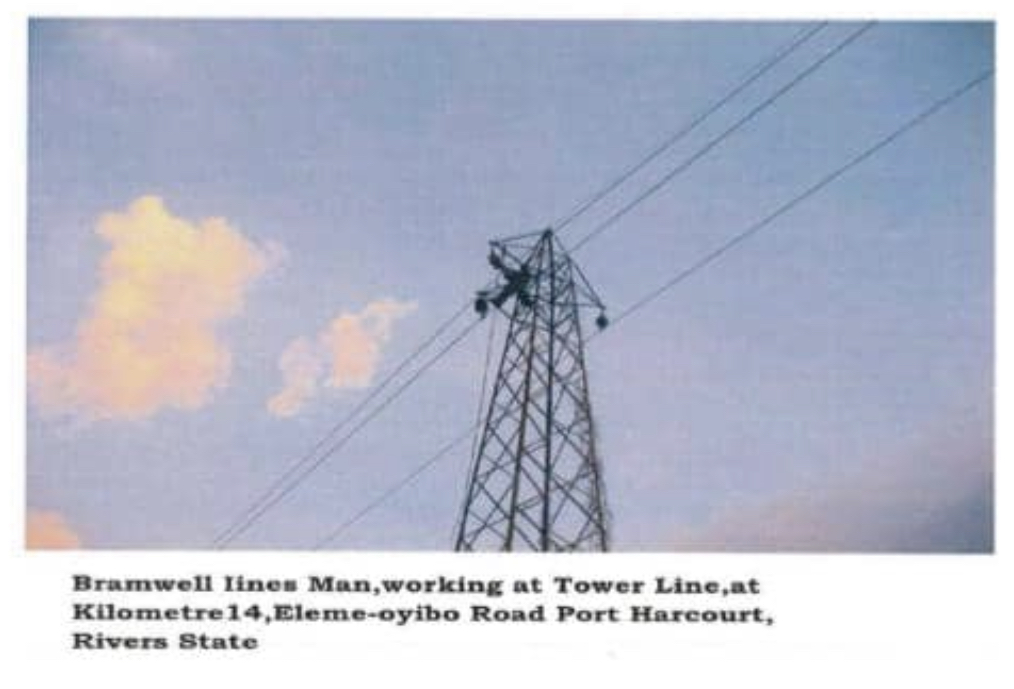 Bramwell lines Man,working at Tower Line,at
Kilometre14,Eleme-oyibo Road Port Harcourt,
Rivers State